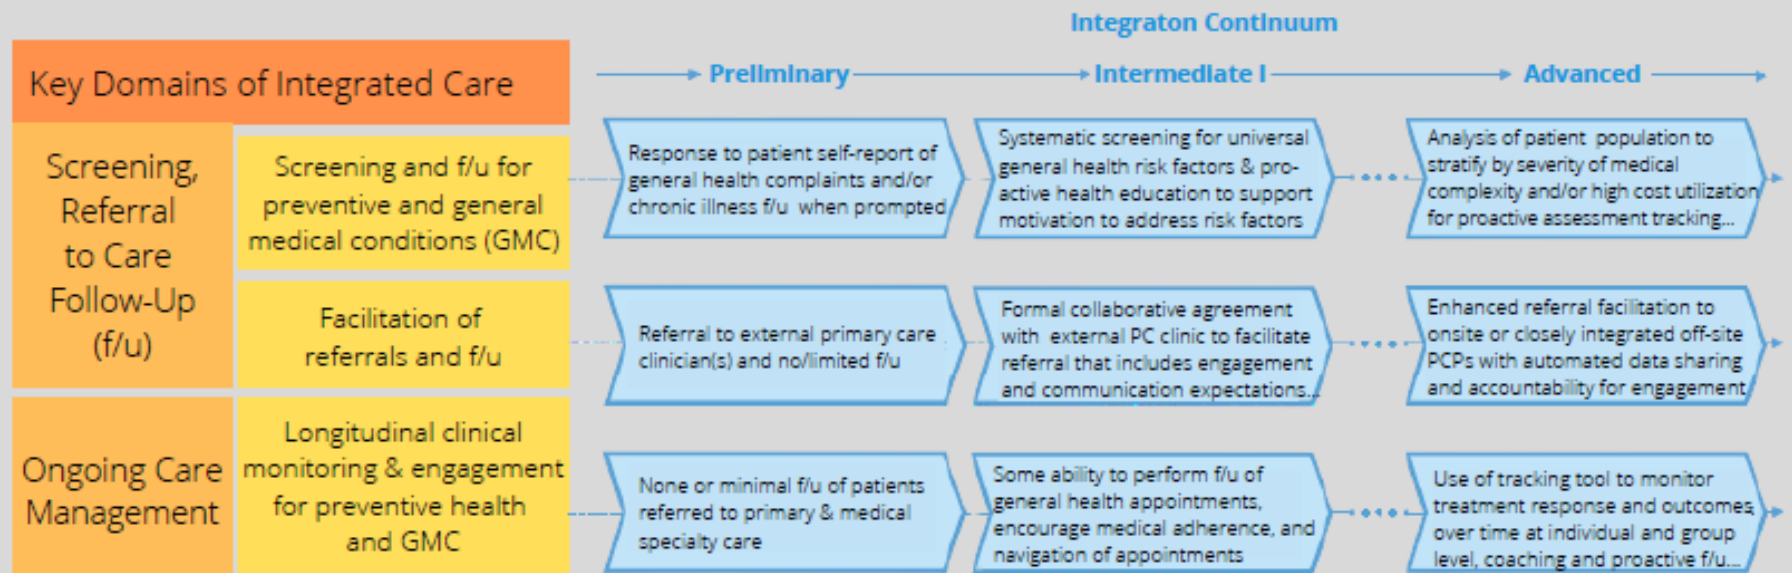 Integraton Continuum
Key Domains of Integrated Care
Preliminary
Intermediate I
Advanced
Screening,
Referral
to Care
Follow-Up
(f/u)
Screening and f/u for
preventive and general
medical conditions (GMC)
Response to patient self-report of
general health complaints and/or
chronic illness f/u when prompted
Systematic screening for universal
general health risk factors & pro-
active health education to support
motivation to address risk factors
Analysis of patient population to
stratify by severity of medical
complexity and/or high cost utilization
for proactive assessment tracking...
Facilitation of
referrals and f/u
Referral to external primary care
clinician(s) and no/limited f/u
Formal collaborative agreement
with external PC clinic to facilitate
referral that includes engagement
and communication expectations...
Enhanced referral facilitation to
onsite or closely integrated off-site
PCPs with automated data sharing
and accountability for engagement
Ongoing Care
Management
Longitudinal clinical
monitoring & engagement
for preventive health
and GMC
None or minimal f/u of patients
referred to primary & medical
specialty care
Some ability to perform f/u of
general health appointments,
encourage medical adherence, and
navigation of appointments
Use of tracking tool to monitor
treatment response and outcomes
over time at individual and group
level, coaching and proactive f/u...